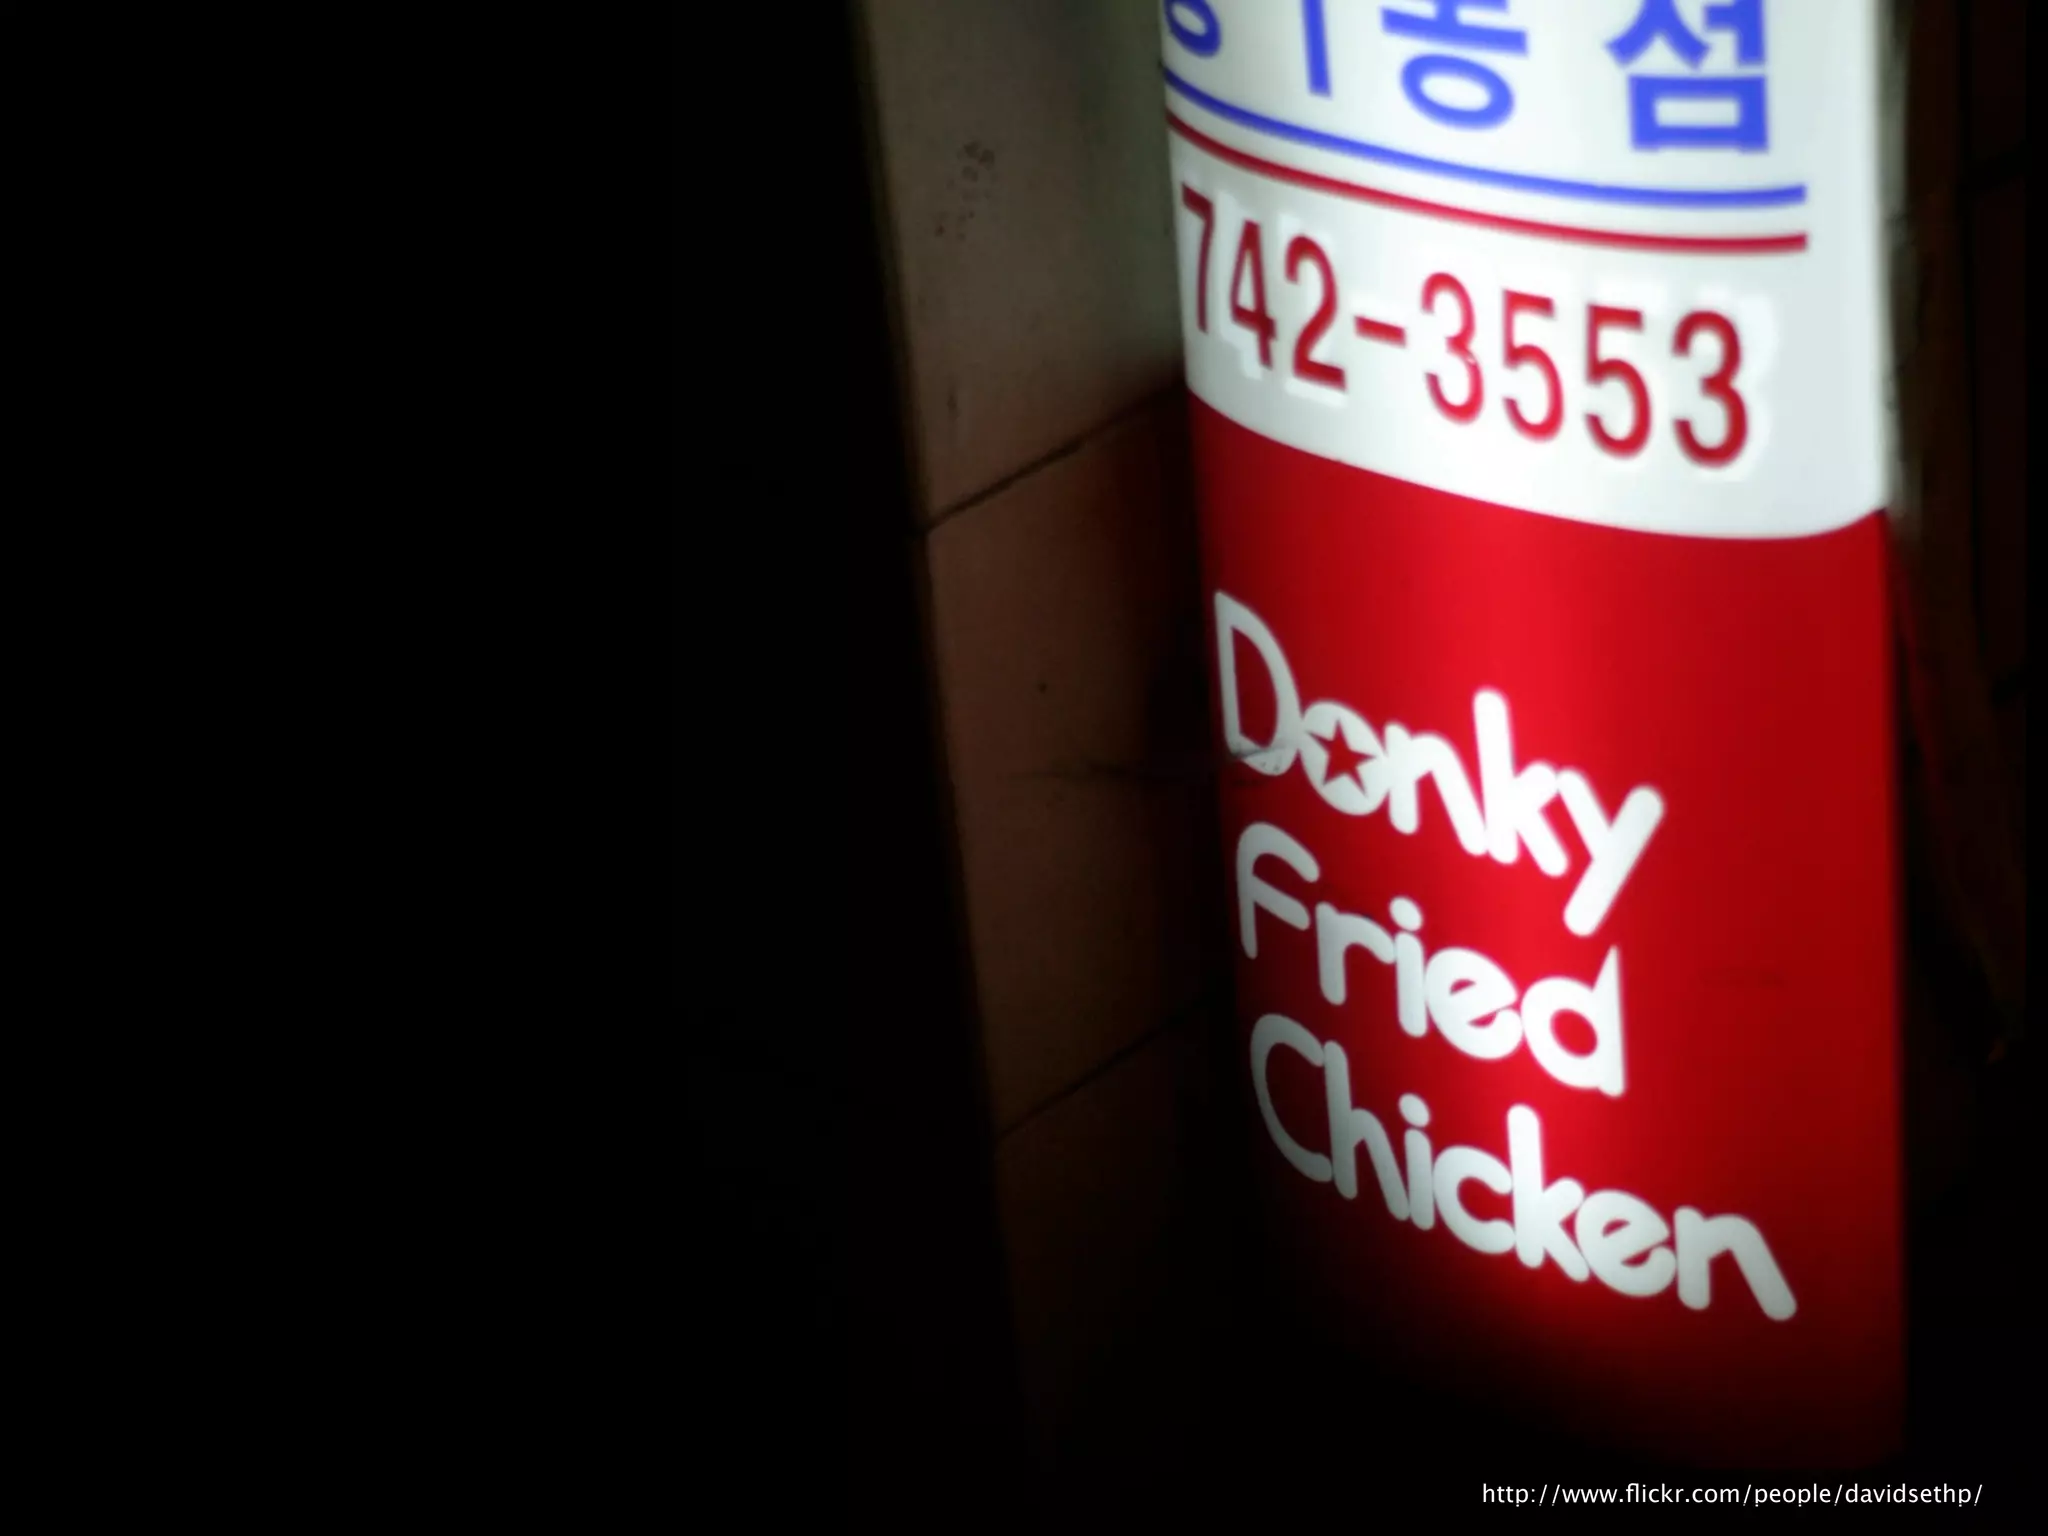 742-3553
Donky
Fried
Chicken
http://www.flickr.com/people/davidsethp/